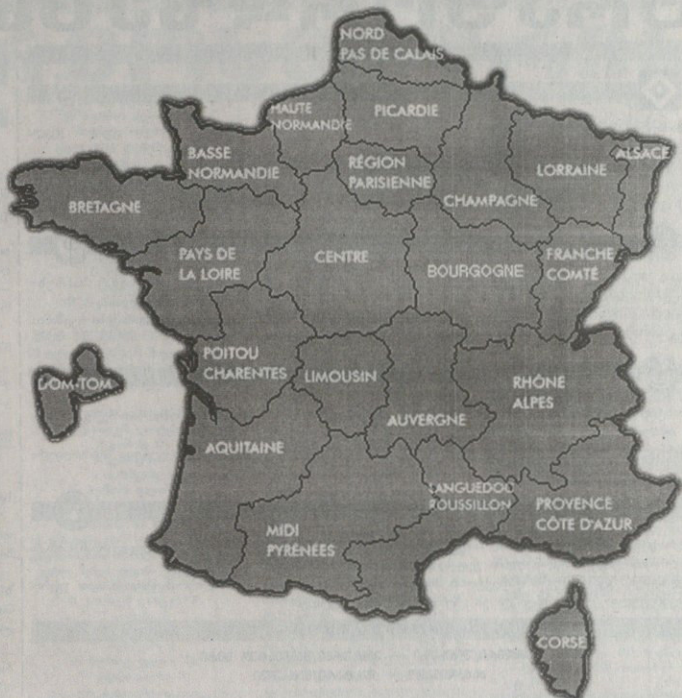 NORD
PAS DE CALAIS
HAUTE
NORMANDIE
PICARDIE
BASSE
NORMANDIE
RÉGION
PARISIENNE
CHAMPAGNE
LORRAINE
ALSACE
BRETAGNE
PAYS DE
LA LOIRE
CENTRE
BOURGOGNE
FRANCHE
COMTÉ
POITOU
CHARENTES
LIMOUSIN
DOM-TOM
AUVERGNE
RHÔNE
ALPES
AQUITAINE
MIDI
PYRÉNÉES
LANGUEDOC
ROUSSILLON
PROVENCE
CÔTE D'AZUR
CORSE